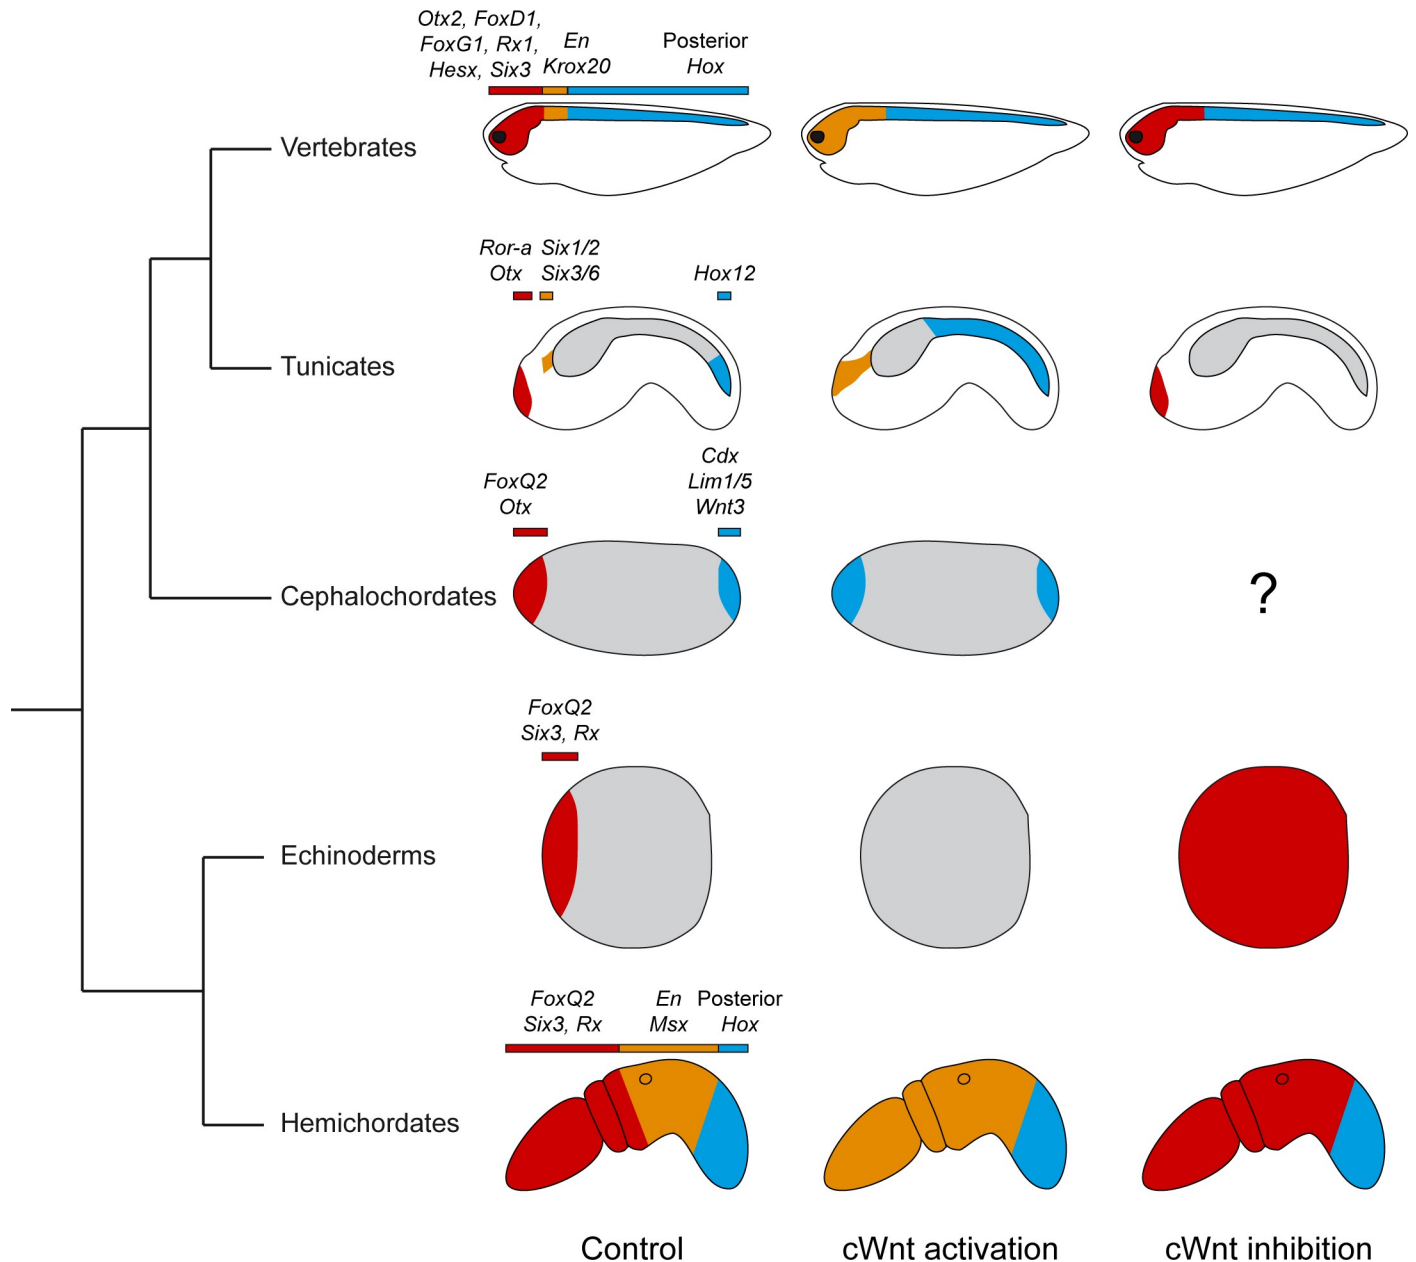 Otx2, FoxD1,
FoxG1, Rx1,
Hesx, Six3
En
Krox20
Posterior
Hox
Vertebrates
Ror-a
Otx
Six1/2
Six3/6
Hox12
Tunicates
FoxQ2
Otx
Cdx
Lim1/5
Wnt3
Cephalochordates
?
FoxQ2
Six3, Rx
Echinoderms
FoxQ2
Six3, Rx
En
Msx
Posterior
Hox
Hemichordates
Control
cWnt activation
cWnt inhibition